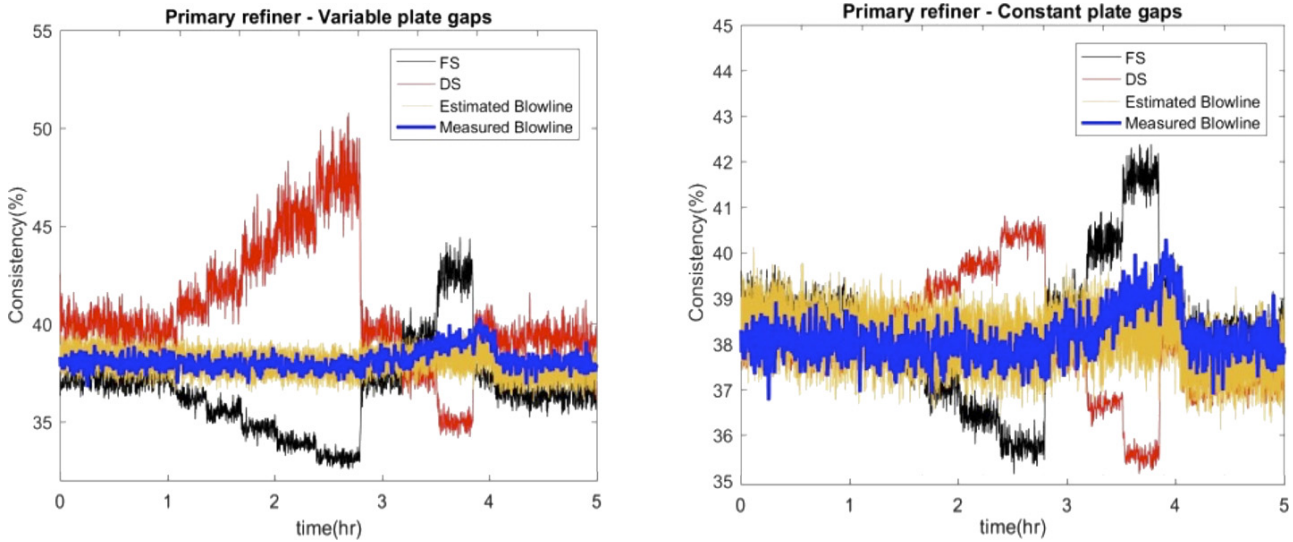 Primary refiner - Variable plate gaps
55
50
45
40
35
Consistency(%)
FS
DS
Estimated Blowline
Measured Blowline
0 1 2 3 4 5
time(hr)
Primary refiner - Constant plate gaps
45
44
43
42
41
40
39
38
37
36
35
Consistency(%)
FS
DS
Estimated Blowline
Measured Blowline
0 1 2 3 4 5
time(hr)